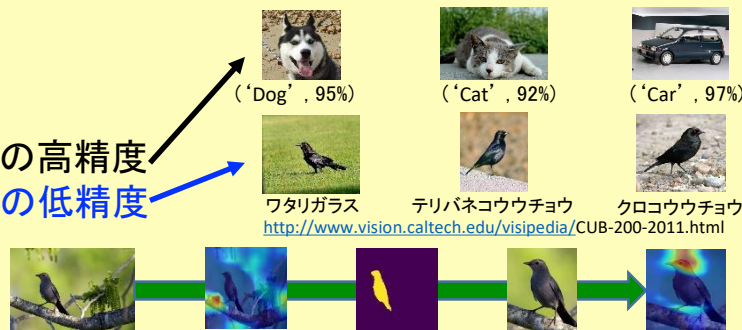 (‘Dog’, 95%) (‘Cat’, 92%) (‘Car’, 97%)
の高精度
の低精度
ワタリガラス テリバネコウウチョウ クロコウウチョウ
http://www.vision.caltech.edu/visipedia/CUB-200-2011.html